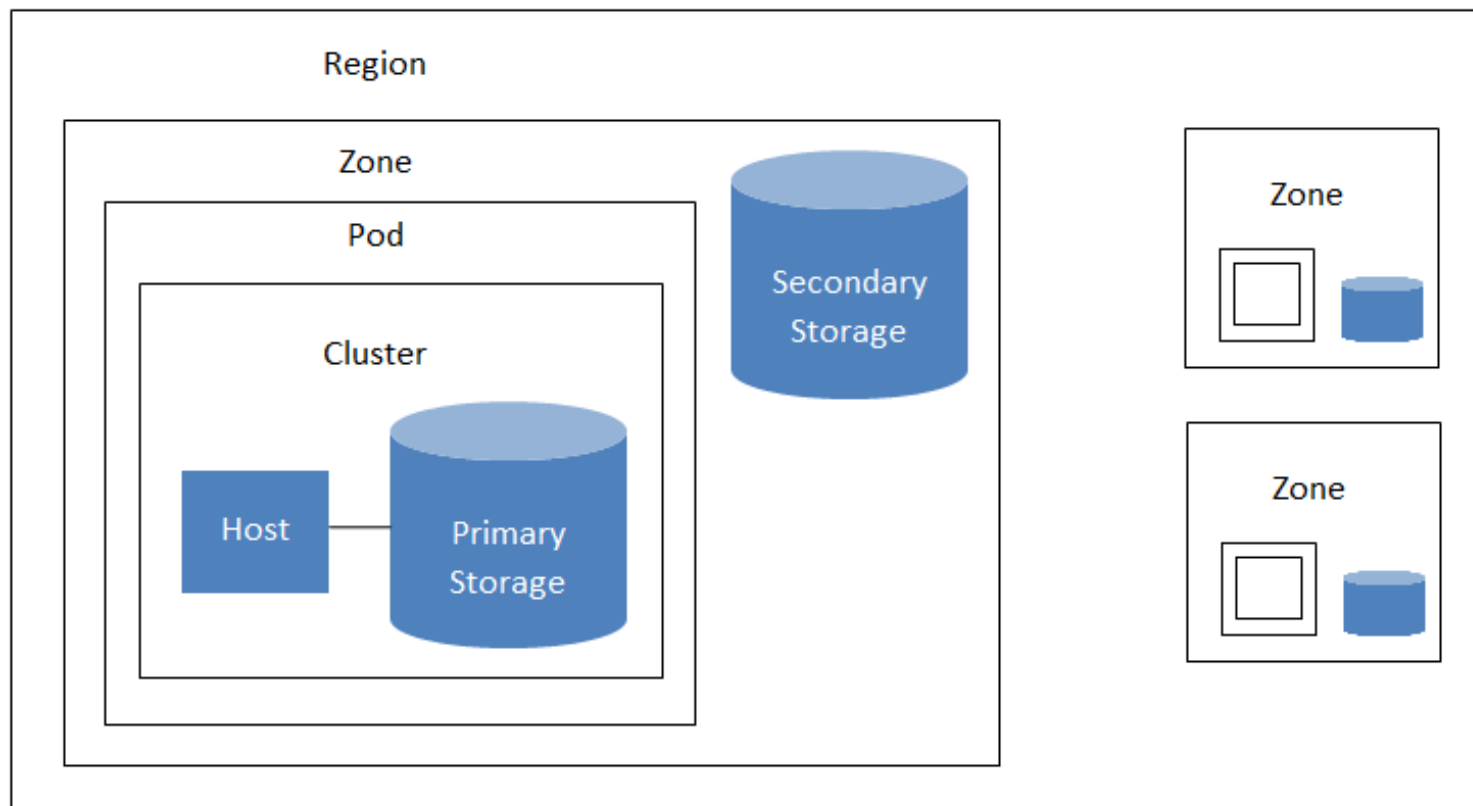 Region
Zone
Pod
Cluster
Host
Primary
Storage
Secondary
Storage
Zone
Zone